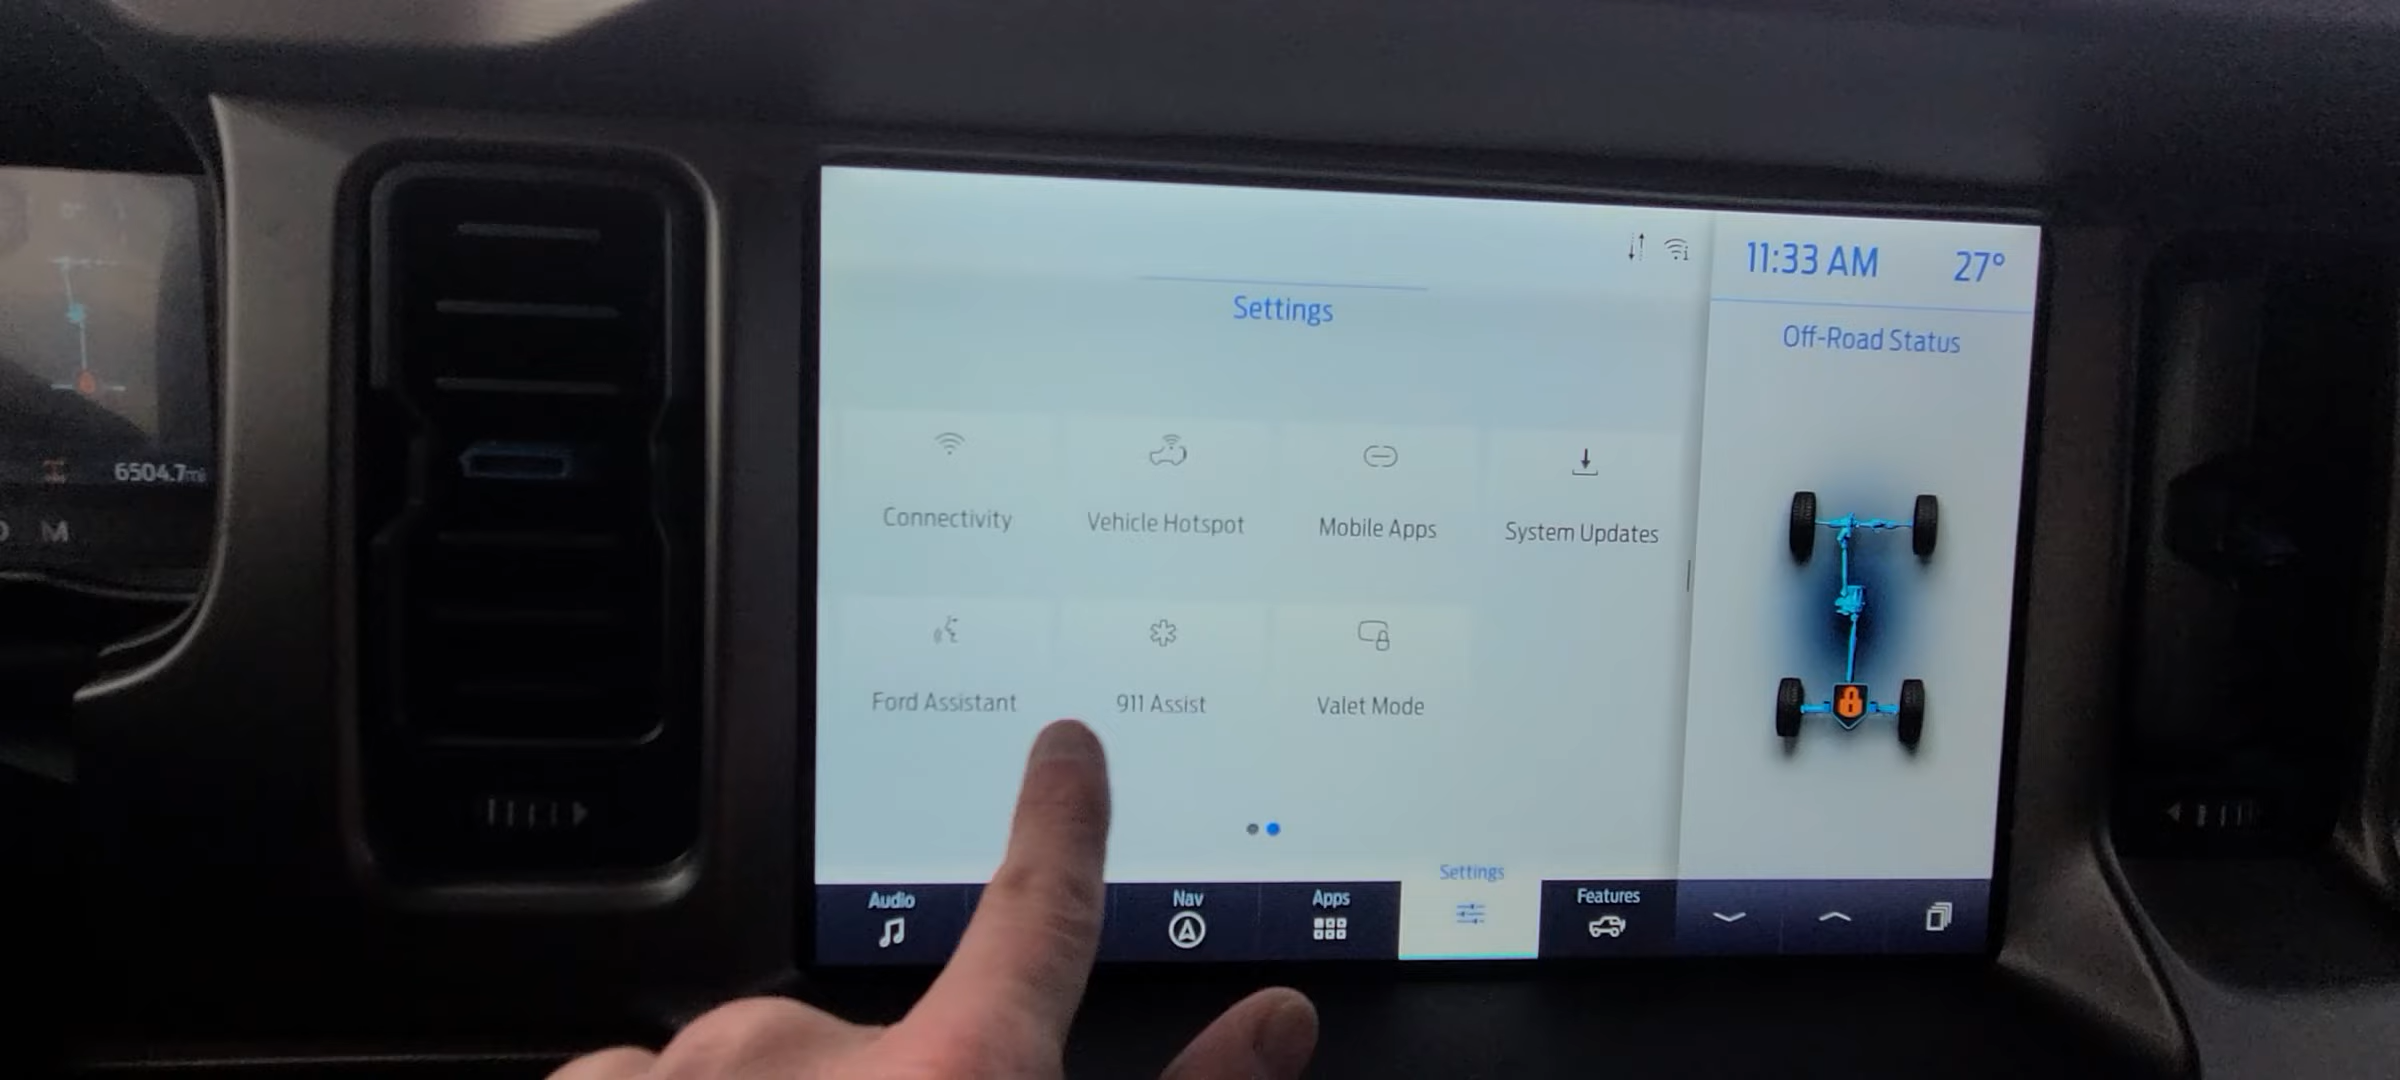 11:33 AM 27°
Settings
Off-Road Status
Connectivity
Vehicle Hotspot
Mobile Apps
System Updates
Ford Assistant
911 Assist
Valet Mode
Settings
Audio
Nav
Apps
Features
6504.7mi
M